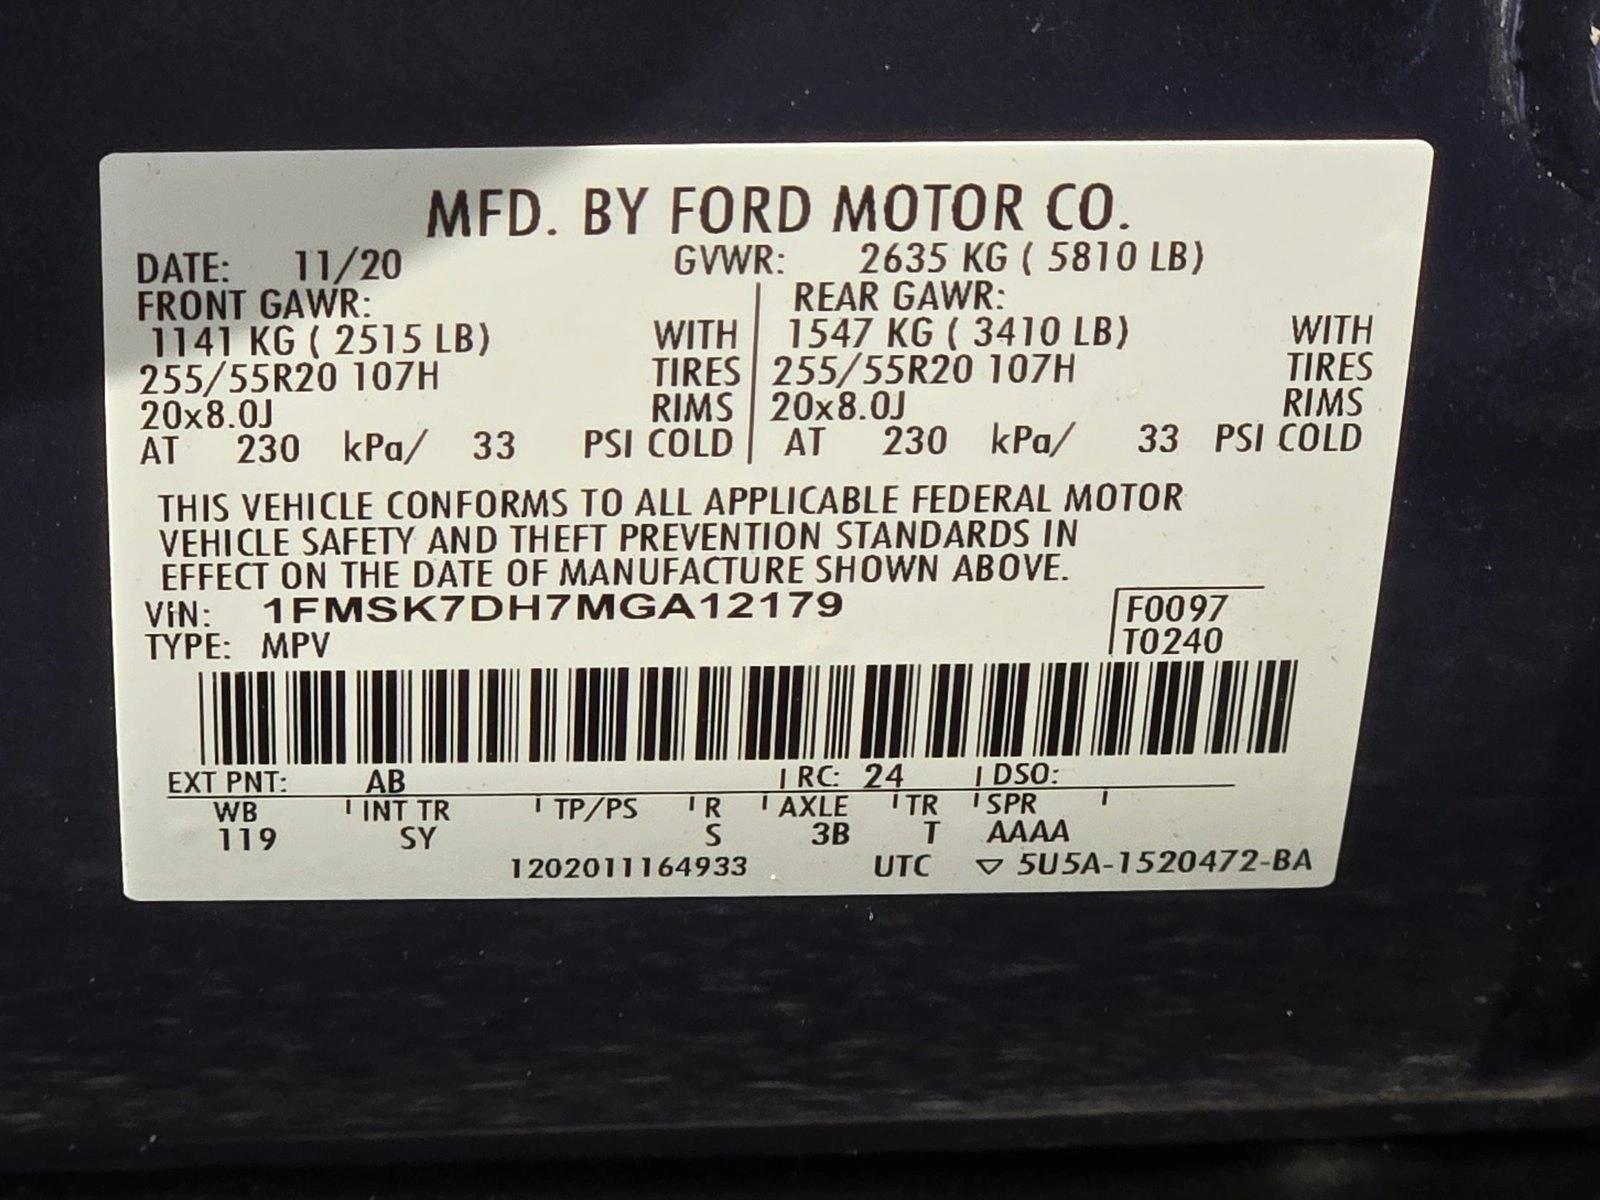 MFD. BY FORD MOTOR CO.
DATE: 11/20 GVWR: 2635 KG ( 5810 LB)
FRONT GAWR: REAR GAWR:
1141 KG ( 2515 LB) WITH 1547 KG ( 3410 LB) WITH
255/55R20 107H TIRES 255/55R20 107H TIRES
20x8.0J RIMS 20x8.0J RIMS
AT 230 kPa/ 33 PSI COLD AT 230 kPa/ 33 PSI COLD
THIS VEHICLE CONFORMS TO ALL APPLICABLE FEDERAL MOTOR
VEHICLE SAFETY AND THEFT PREVENTION STANDARDS IN
EFFECT ON THE DATE OF MANUFACTURE SHOWN ABOVE.
VIN: 1FMSK7DH7MGA12179 F0097
TYPE: MPV T0240
EXT PNT: AB RC: 24 DSO:
WB INT TR TP/PS R AXLE TR SPR
119 SY S 3B T AAAA
1202011164933 UTC ▽ 5U5A-1520472-BA